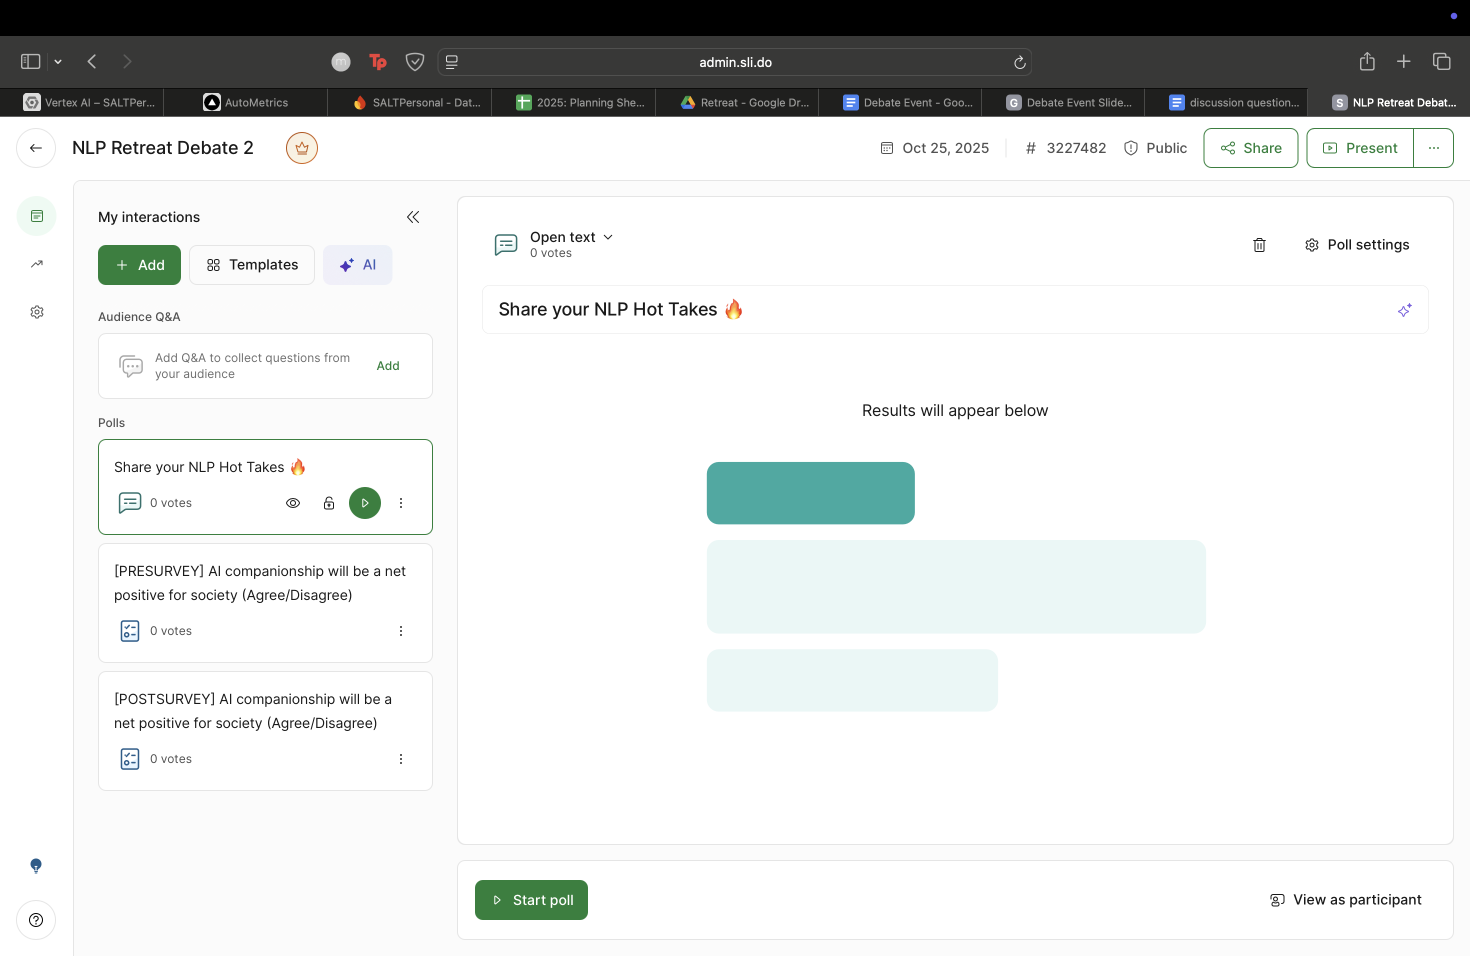 admin.sli.do
Vertex AI – SALTPer...
AutoMetrics
SALTPersonal - Dat...
2025: Planning She...
Retreat - Google Dr...
Debate Event - Goo...
G Debate Event Slide...
discussion question...
S NLP Retreat Debat...
NLP Retreat Debate 2
Oct 25, 2025
# 3227482
Public
Share
Present
My interactions
Add
Templates
AI
Audience Q&A
Add Q&A to collect questions from
your audience
Add
Polls
Share your NLP Hot Takes 🔥
0 votes
[PRESURVEY] AI companionship will be a net
positive for society (Agree/Disagree)
0 votes
[POSTSURVEY] AI companionship will be a
net positive for society (Agree/Disagree)
0 votes
Open text
0 votes
Poll settings
Share your NLP Hot Takes 🔥
Results will appear below
Start poll
View as participant